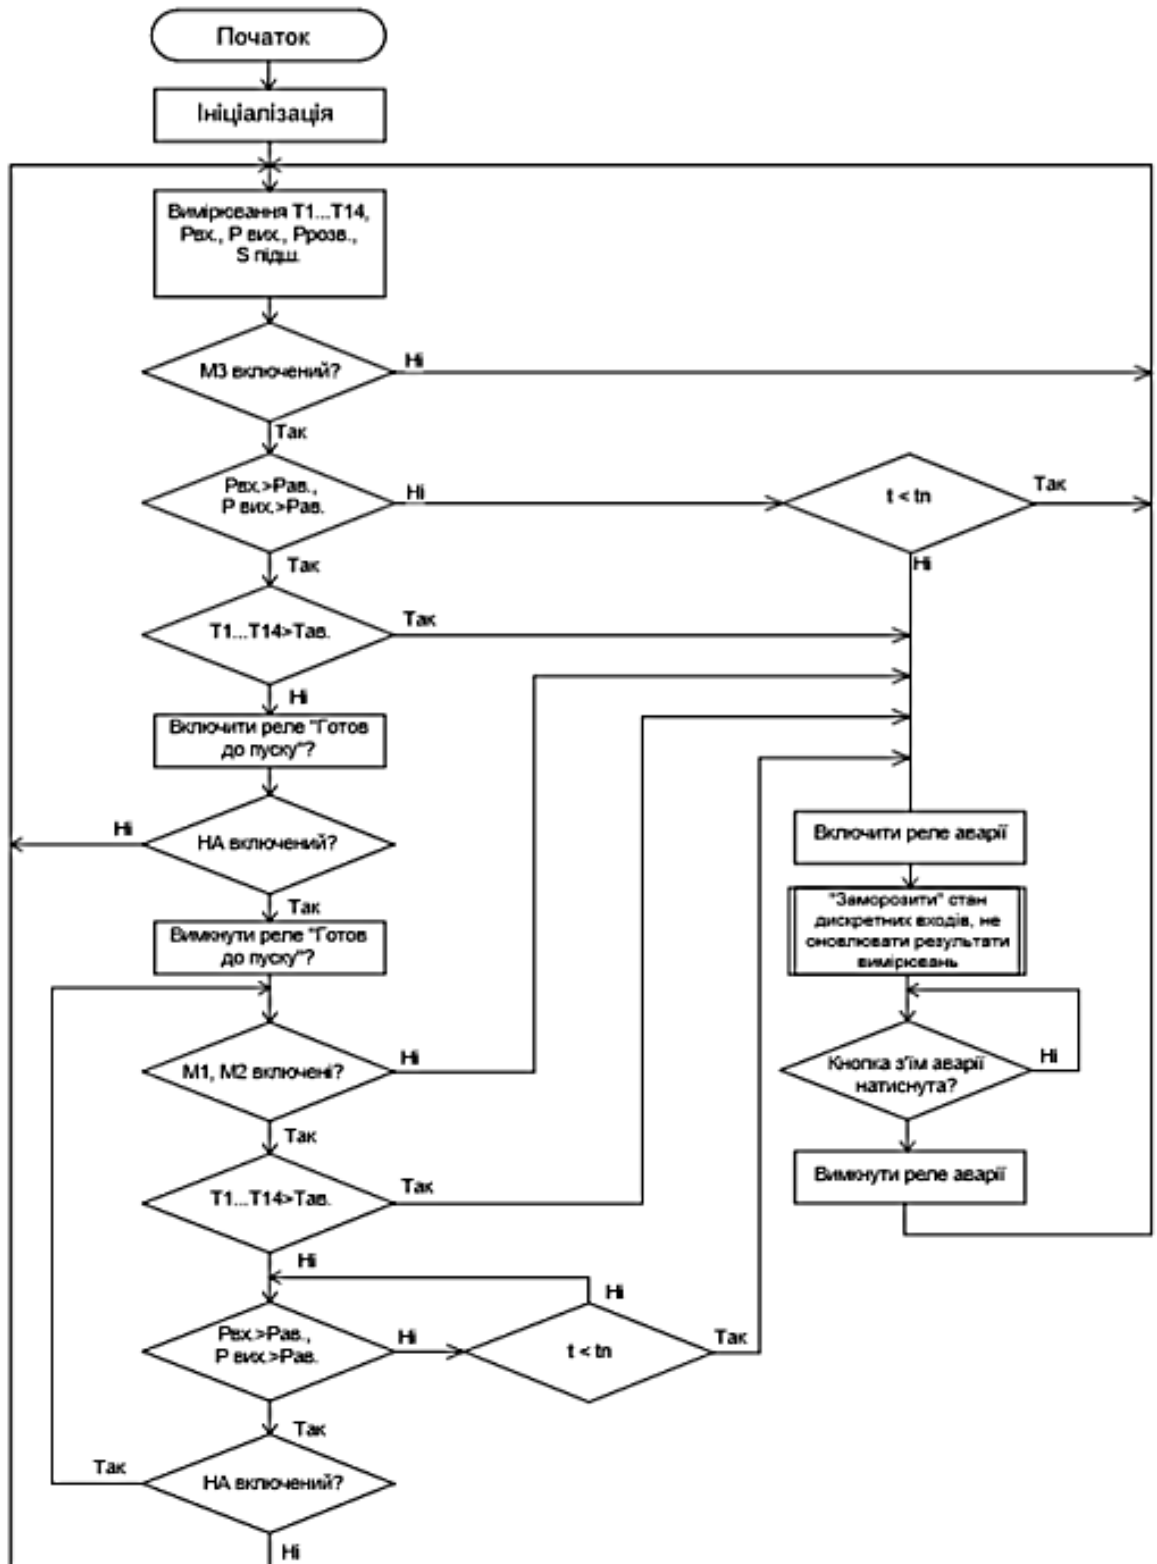 Початок
Ініціалізація
Вимірювання Т1...Т14,
Рвх., Р вих., Ррозв.,
S підш.
М3 включений?
Ні
Так
Рвх.>Рав.,
Р вих.>Рав.
Ні
t < tn
Так
Ні
Так
Т1...Т14>Тав.
Так
Ні
Включити реле "Готов
до пуску"?
НА включений?
Ні
Так
Вимкнути реле "Готов
до пуску"?
Включити реле аварії
"Заморозити" стан
дискретних входів, не
оновлювати результати
вимірювань
Кнопка з'їм аварії
натиснута?
Ні
Вимкнути реле аварії
М1, М2 включені?
Ні
Так
Т1...Т14>Тав.
Так
Ні
Рвх.>Рав.,
Р вих.>Рав.
Ні
t < tn
Ні
Так
Так
НА включений?
Так
Ні